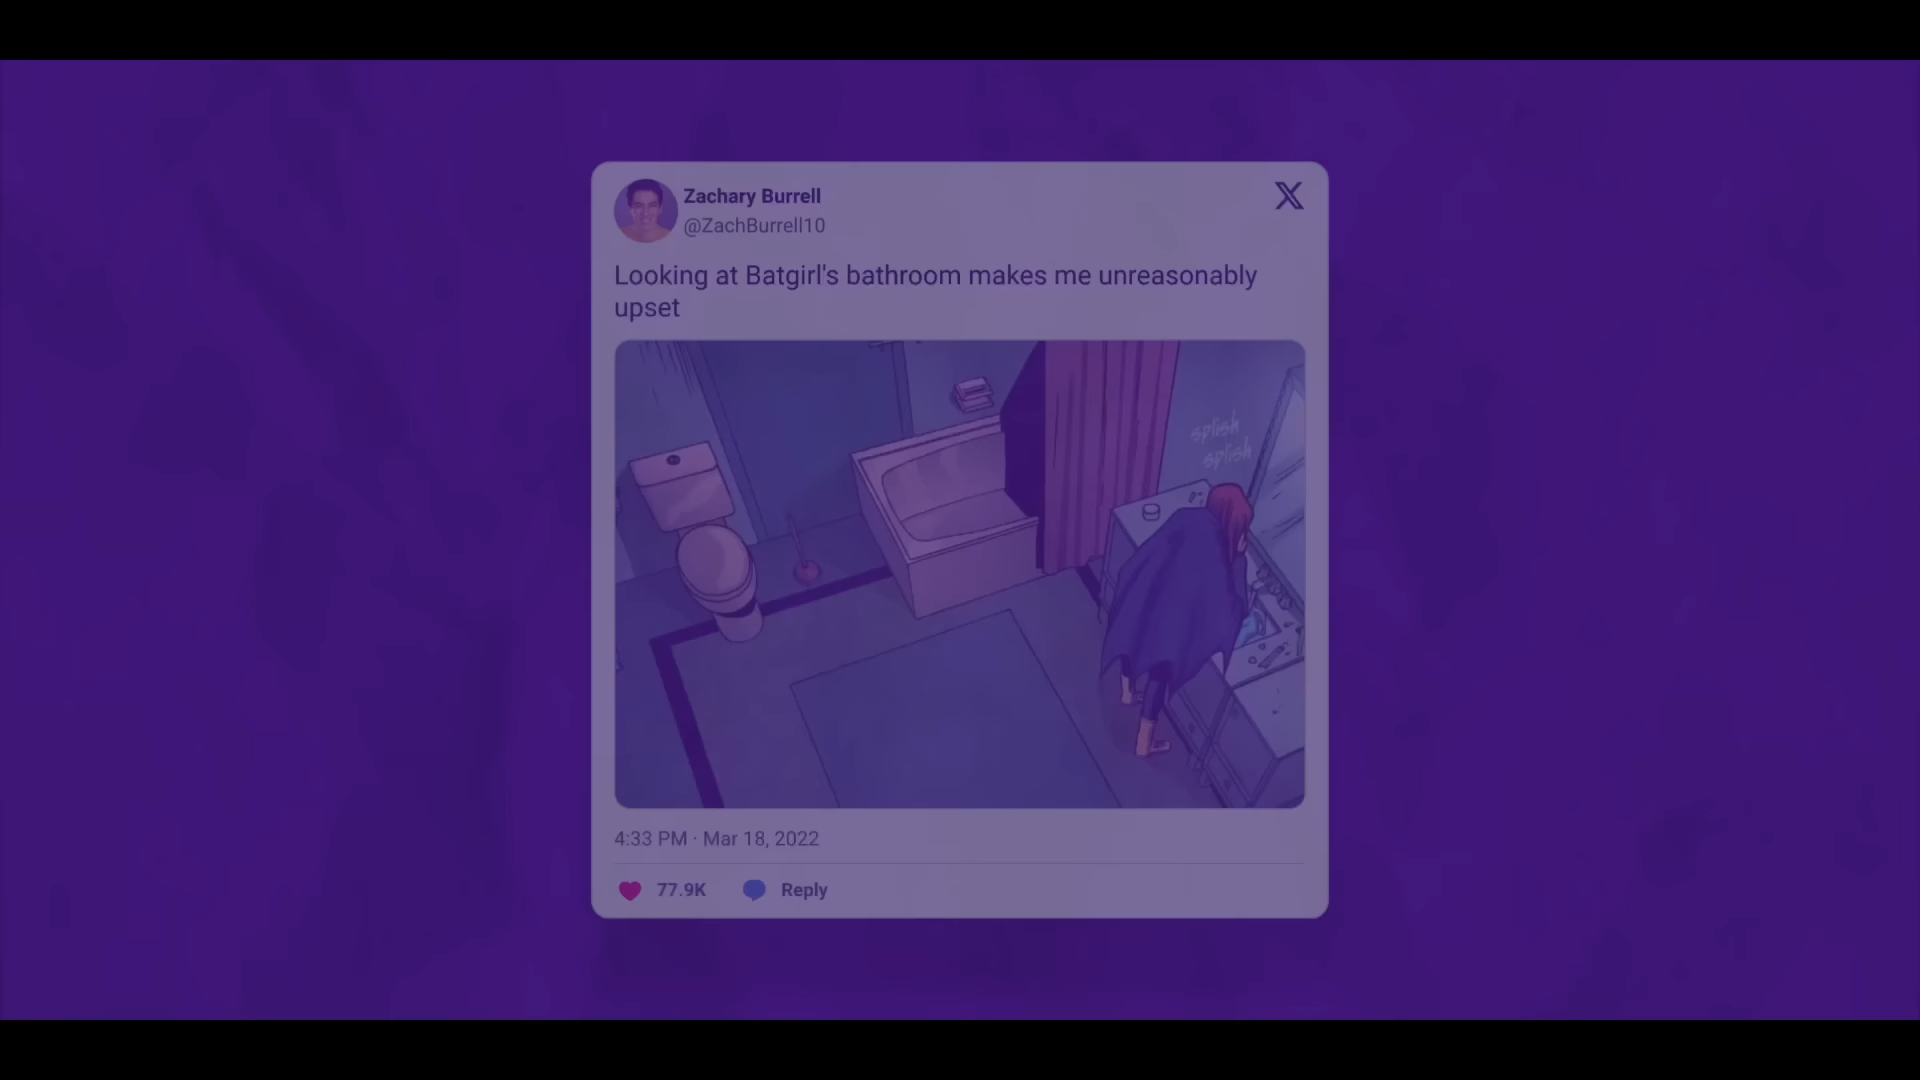 Zachary Burrell
@ZachBurrell10
Looking at Batgirl's bathroom makes me unreasonably
upset
splish
splish
4:33 PM · Mar 18, 2022
77.9K Reply